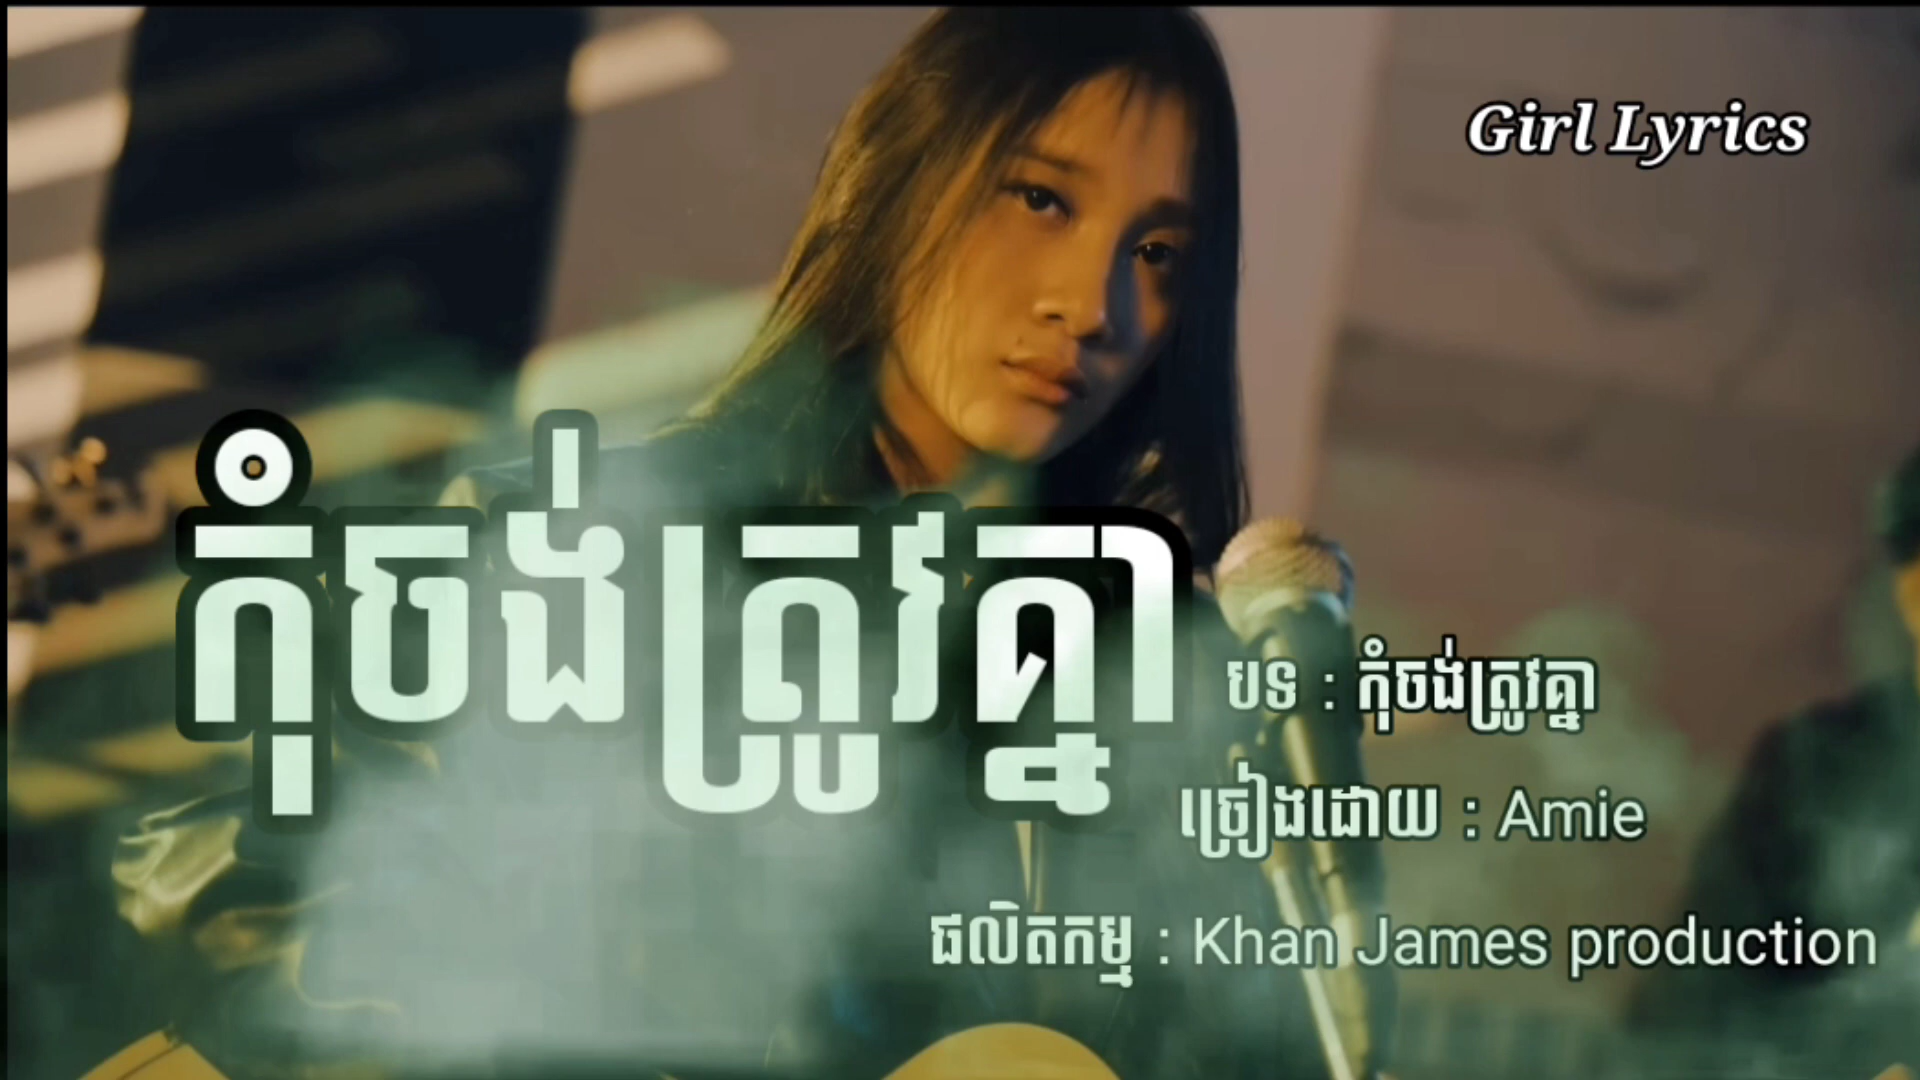 Girl Lyrics
កុំចង់ត្រូវគ្នា
បទ : កុំចង់ត្រូវគ្នា
ច្រៀងដោយ : Amie
ផលិតកម្ម : Khan James production